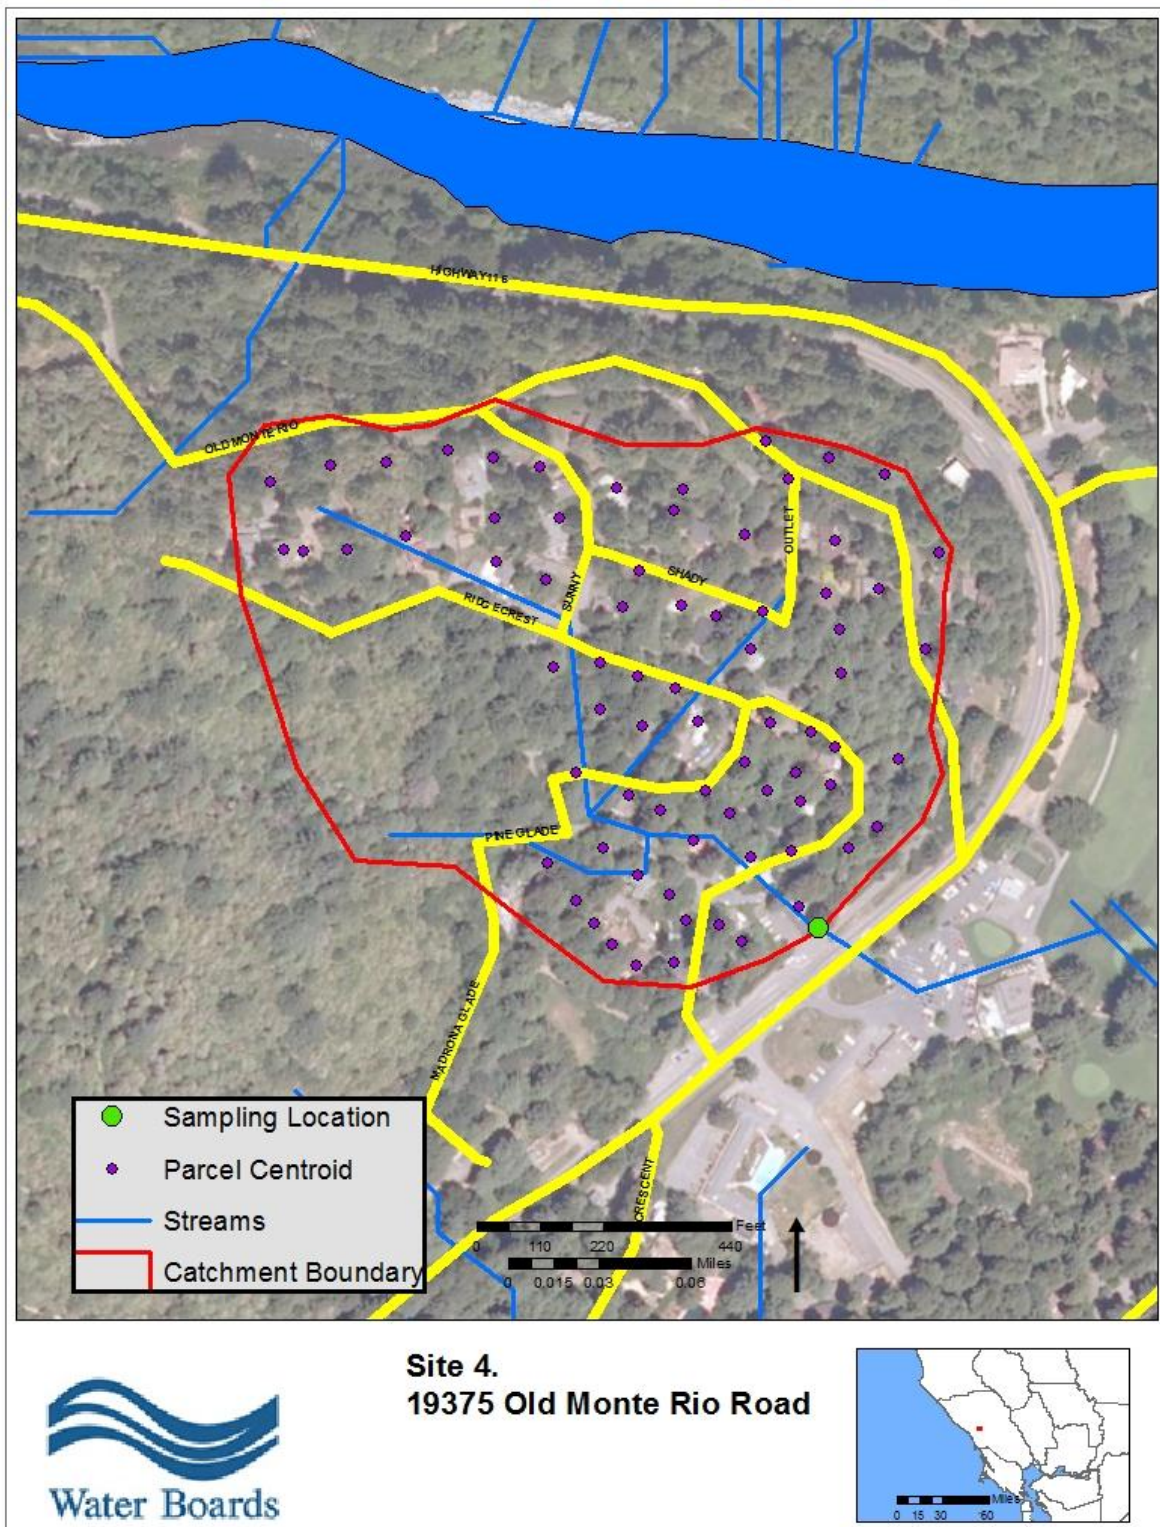 HIGHWAY 116
OLD MONTE RIO
OUTLET
SHADY
SUNNY
RIDGECREST
PINE GLADE
MADRONA GLADE
CRESCENT
Sampling Location
Parcel Centroid
Streams
Catchment Boundary
Feet
0 110 220 440
Miles
0 0.015 0.03 0.06
Site 4.
19375 Old Monte Rio Road
Water Boards
Miles
0 15 30 60